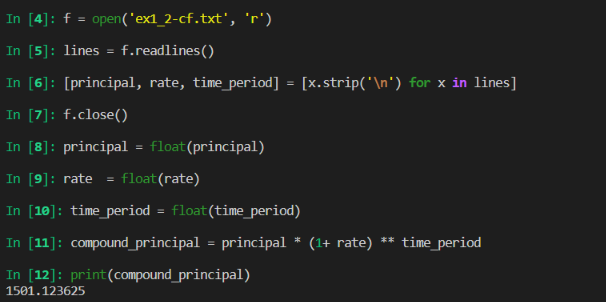 In [4]: f = open('ex1_2-cf.txt', 'r')
In [5]: lines = f.readlines()
In [6]: [principal, rate, time_period] = [x.strip('\n') for x in lines]
In [7]: f.close()
In [8]: principal = float(principal)
In [9]: rate  = float(rate)
In [10]: time_period = float(time_period)
In [11]: compound_principal = principal * (1+ rate) ** time_period
In [12]: print(compound_principal)
1501.123625